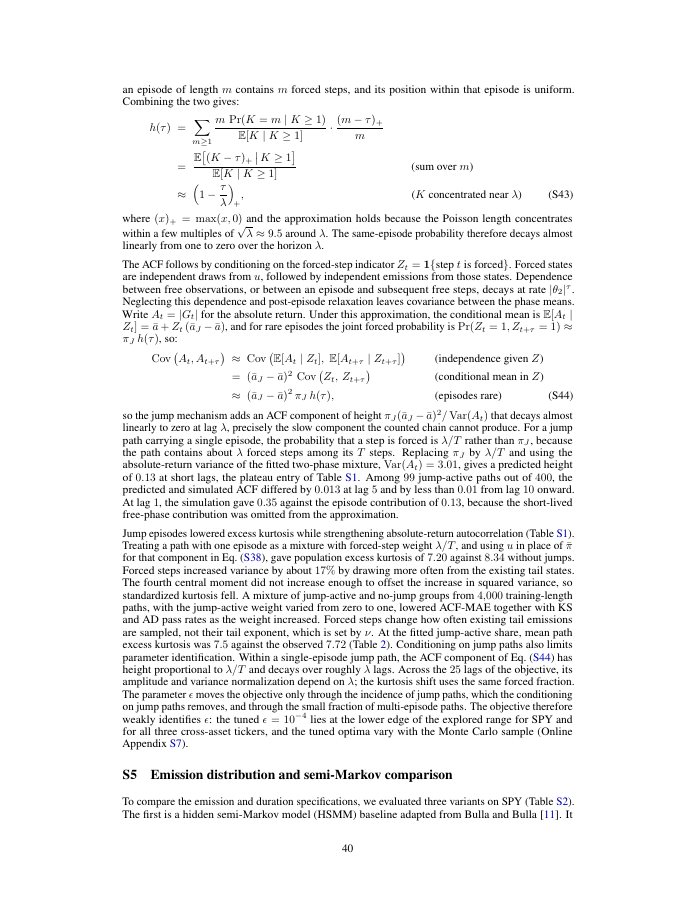 an episode of length m contains m forced steps, and its position within that episode is uniform.
Combining the two gives:
h(τ) = ∑_{m≥1} m Pr(K = m | K ≥ 1) / E[K | K ≥ 1] · (m − τ)₊ / m
= E[(K − τ)₊ | K ≥ 1] / E[K | K ≥ 1] (sum over m)
≈ (1 − τ/λ)₊, (K concentrated near λ) (S43)
where (x)₊ = max(x, 0) and the approximation holds because the Poisson length concentrates
within a few multiples of √λ ≈ 9.5 around λ. The same-episode probability therefore decays almost
linearly from one to zero over the horizon λ.
The ACF follows by conditioning on the forced-step indicator Z_t = 1{step t is forced}. Forced states
are independent draws from u, followed by independent emissions from those states. Dependence
between free observations, or between an episode and subsequent free steps, decays at rate |θ₂|^τ.
Neglecting this dependence and post-episode relaxation leaves covariance between the phase means.
Write A_t = |G_t| for the absolute return. Under this approximation, the conditional mean is E[A_t |
Z_t] = ā + Z_t (ā_J − ā), and for rare episodes the joint forced probability is Pr(Z_t = 1, Z_{t+τ} = 1) ≈
π_J h(τ), so:
Cov(A_t, A_{t+τ}) ≈ Cov(E[A_t | Z_t], E[A_{t+τ} | Z_{t+τ}]) (independence given Z)
= (ā_J − ā)² Cov(Z_t, Z_{t+τ}) (conditional mean in Z)
≈ (ā_J − ā)² π_J h(τ), (episodes rare) (S44)
so the jump mechanism adds an ACF component of height π_J(ā_J − ā)²/ Var(A_t) that decays almost
linearly to zero at lag λ, precisely the slow component the counted chain cannot produce. For a jump
path carrying a single episode, the probability that a step is forced is λ/T rather than π_J, because
the path contains about λ forced steps among its T steps. Replacing π_J by λ/T and using the
absolute-return variance of the fitted two-phase mixture, Var(A_t) = 3.01, gives a predicted height
of 0.13 at short lags, the plateau entry of Table S1. Among 99 jump-active paths out of 400, the
predicted and simulated ACF differed by 0.013 at lag 5 and by less than 0.01 from lag 10 onward.
At lag 1, the simulation gave 0.35 against the episode contribution of 0.13, because the short-lived
free-phase contribution was omitted from the approximation.
Jump episodes lowered excess kurtosis while strengthening absolute-return autocorrelation (Table S1).
Treating a path with one episode as a mixture with forced-step weight λ/T, and using u in place of π̄
for that component in Eq. (S38), gave population excess kurtosis of 7.20 against 8.34 without jumps.
Forced steps increased variance by about 17% by drawing more often from the existing tail states.
The fourth central moment did not increase enough to offset the increase in squared variance, so
standardized kurtosis fell. A mixture of jump-active and no-jump groups from 4,000 training-length
paths, with the jump-active weight varied from zero to one, lowered ACF-MAE together with KS
and AD pass rates as the weight increased. Forced steps change how often existing tail emissions
are sampled, not their tail exponent, which is set by ν. At the fitted jump-active share, mean path
excess kurtosis was 7.5 against the observed 7.72 (Table 2). Conditioning on jump paths also limits
parameter identification. Within a single-episode jump path, the ACF component of Eq. (S44) has
height proportional to λ/T and decays over roughly λ lags. Across the 25 lags of the objective, its
amplitude and variance normalization depend on λ; the kurtosis shift uses the same forced fraction.
The parameter ϵ moves the objective only through the incidence of jump paths, which the conditioning
on jump paths removes, and through the small fraction of multi-episode paths. The objective therefore
weakly identifies ϵ: the tuned ϵ = 10⁻⁴ lies at the lower edge of the explored range for SPY and
for all three cross-asset tickers, and the tuned optima vary with the Monte Carlo sample (Online
Appendix S7).
S5 Emission distribution and semi-Markov comparison
To compare the emission and duration specifications, we evaluated three variants on SPY (Table S2).
The first is a hidden semi-Markov model (HSMM) baseline adapted from Bulla and Bulla [11]. It
40